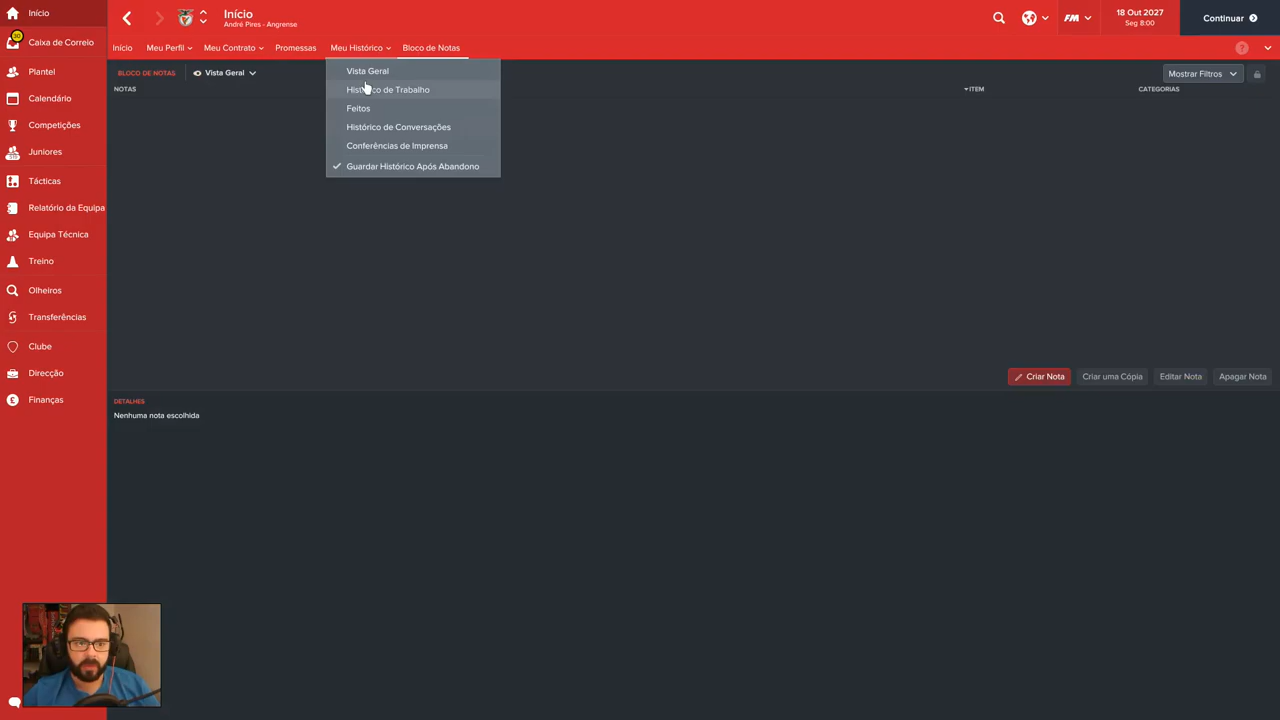 Início
Início
André Pires - Angrense
18 Out 2027
Seg 8:00
FM
Continuar
Início
Meu Perfil
Meu Contrato
Promessas
Meu Histórico
Bloco de Notas
30
Caixa de Correio
Plantel
Calendário
Competições
Juniores
Tácticas
Relatório da Equipa
Equipa Técnica
Treino
Olheiros
Transferências
Clube
Direcção
Finanças
BLOCO DE NOTAS
Vista Geral
Mostrar Filtros
NOTAS
ITEM
CATEGORIAS
Vista Geral
Histórico de Trabalho
Feitos
Histórico de Conversações
Conferências de Imprensa
Guardar Histórico Após Abandono
Criar Nota
Criar uma Cópia
Editar Nota
Apagar Nota
DETALHES
Nenhuma nota escolhida